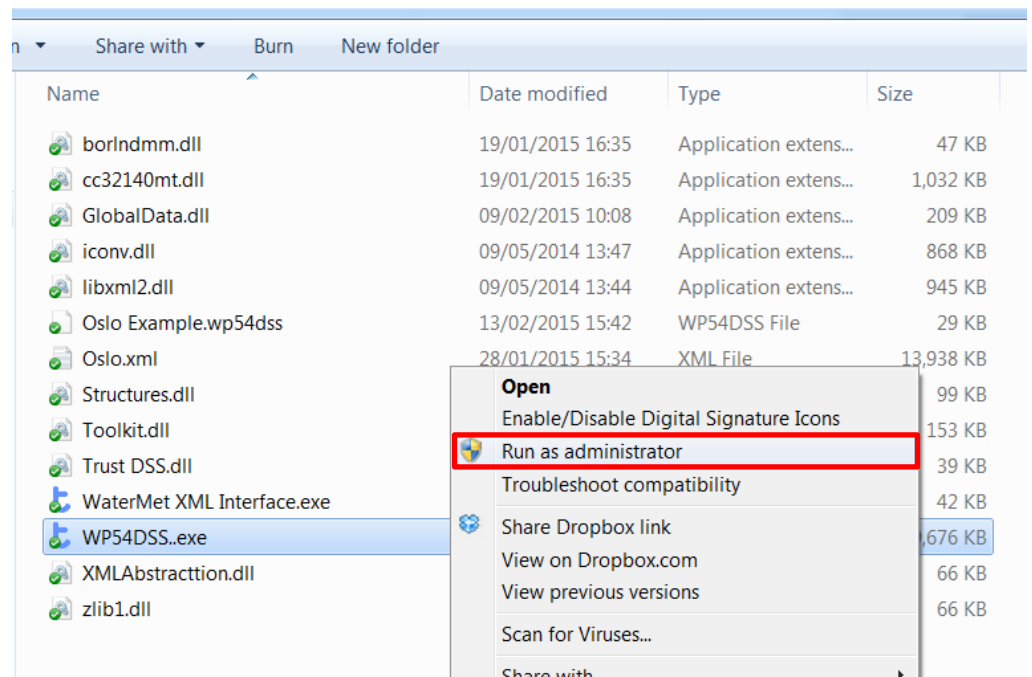 n Share with Burn New folder
Name Date modified Type Size
borlndmm.dll 19/01/2015 16:35 Application extens... 47 KB
cc32140mt.dll 19/01/2015 16:35 Application extens... 1,032 KB
GlobalData.dll 09/02/2015 10:08 Application extens... 209 KB
iconv.dll 09/05/2014 13:47 Application extens... 868 KB
libxml2.dll 09/05/2014 13:44 Application extens... 945 KB
Oslo Example.wp54dss 13/02/2015 15:42 WP54DSS File 29 KB
Oslo.xml 28/01/2015 15:34 XML File 13,938 KB
Structures.dll 99 KB
Toolkit.dll 153 KB
Trust DSS.dll 39 KB
WaterMet XML Interface.exe 42 KB
WP54DSS..exe ,676 KB
XMLAbstracttion.dll 66 KB
zlib1.dll 66 KB
Open
Enable/Disable Digital Signature Icons
Run as administrator
Troubleshoot compatibility
Share Dropbox link
View on Dropbox.com
View previous versions
Scan for Viruses...
Share with